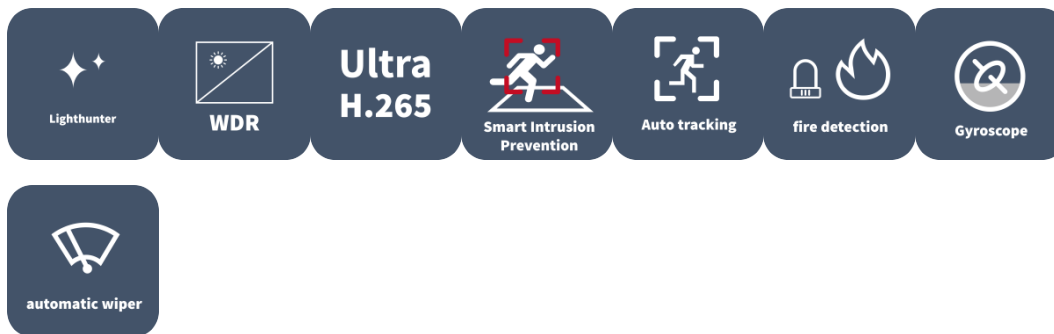 Lighthunter
WDR
Ultra
H.265
Smart Intrusion
Prevention
Auto tracking
fire detection
Gyroscope
automatic wiper